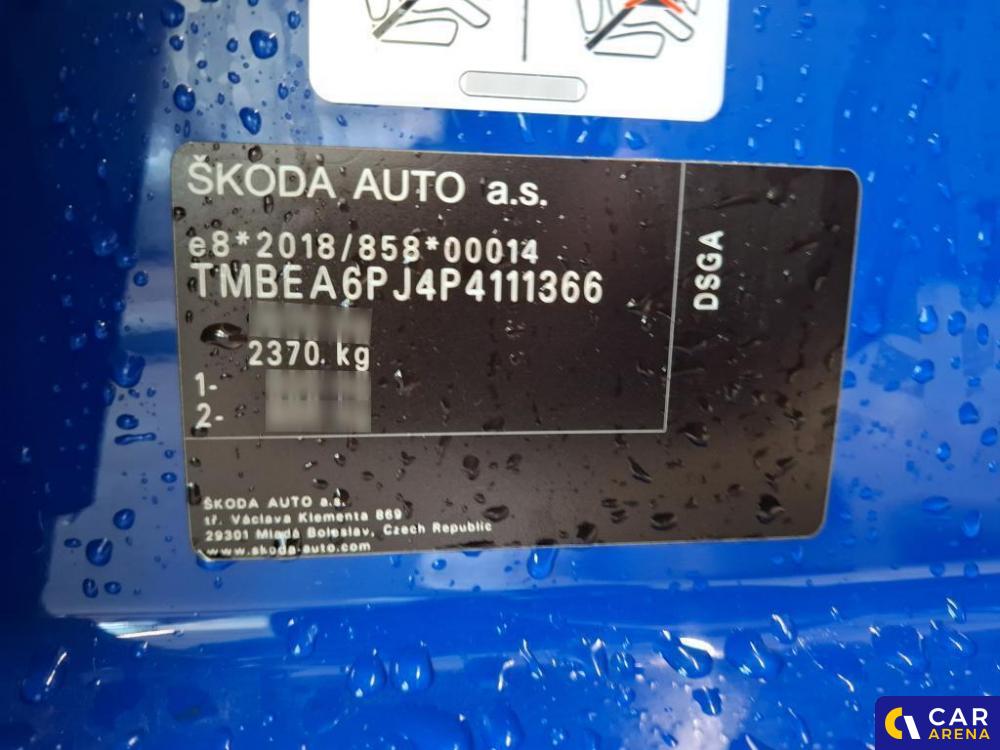 ŠKODA AUTO a.s.
e8*2018/858*00014
TMBEA6PJ4P4111366
2370. kg
1-
2-
DSGA
ŠKODA AUTO a.s.
tř. Václava Klementa 869
29301 Mladá Boleslav, Czech Republic
www.skoda-auto.com
CAR
ARENA